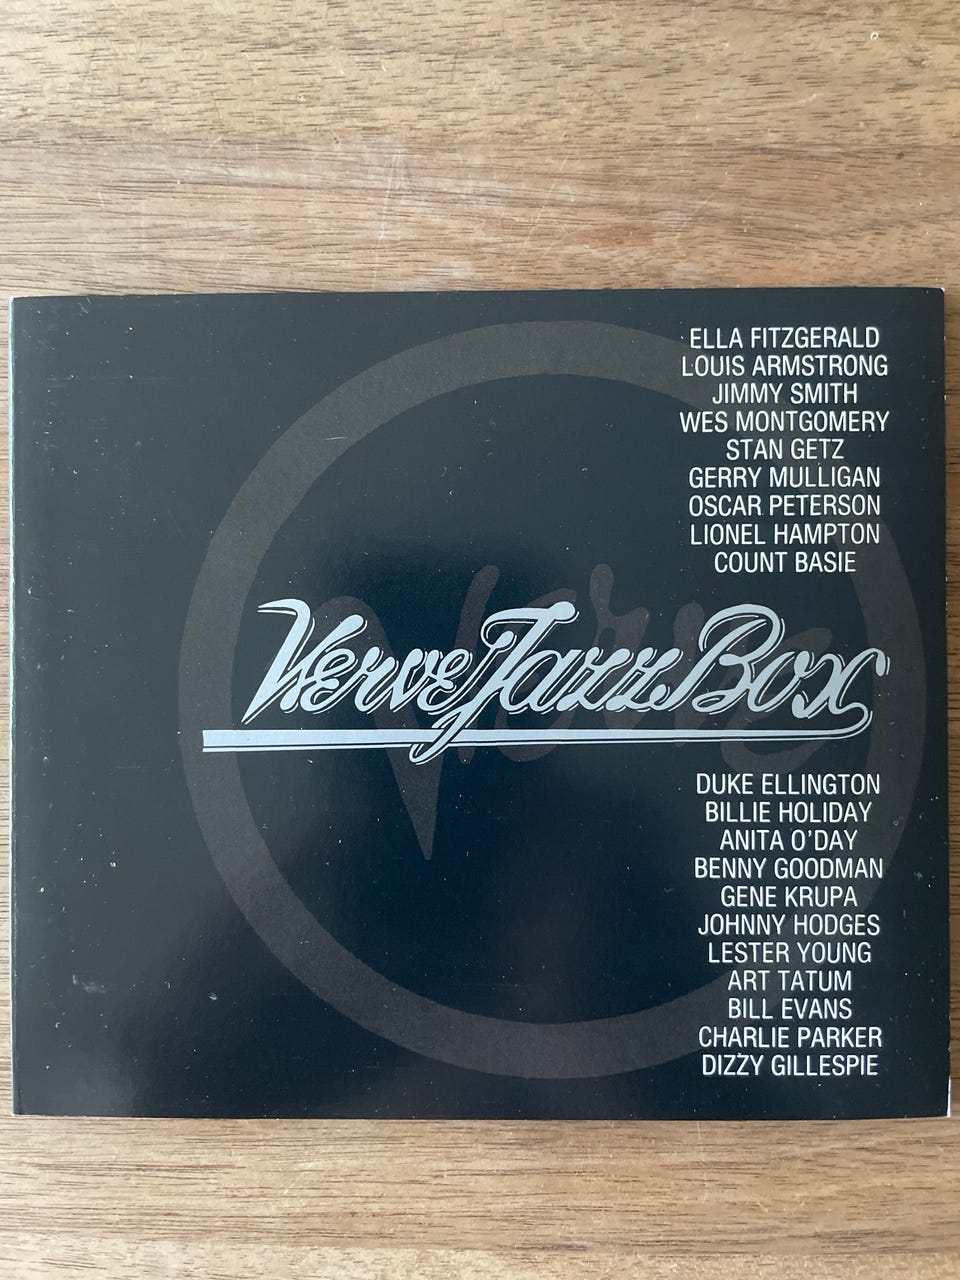 ELLA FITZGERALD
LOUIS ARMSTRONG
JIMMY SMITH
WES MONTGOMERY
STAN GETZ
GERRY MULLIGAN
OSCAR PETERSON
LIONEL HAMPTON
COUNT BASIE
Verve
Verve Jazz Box
DUKE ELLINGTON
BILLIE HOLIDAY
ANITA O'DAY
BENNY GOODMAN
GENE KRUPA
JOHNNY HODGES
LESTER YOUNG
ART TATUM
BILL EVANS
CHARLIE PARKER
DIZZY GILLESPIE